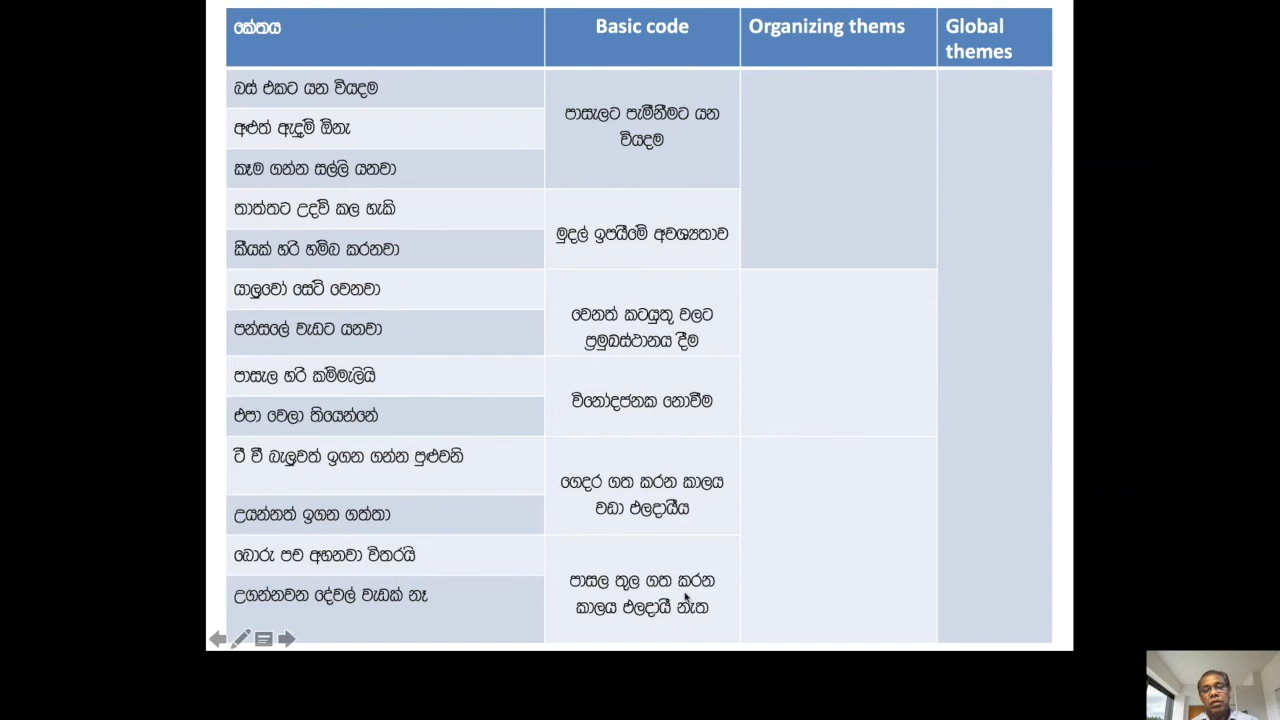 කේතය
Basic code
Organizing thems
Global
themes
බස් එකට යන වියදම
අළුත් ඇඳුම් ඕනැ
කෑම ගන්න සල්ලි යනවා
පාසැලට පැමිනීමට යන
වියදම
තාත්තට උදව් කල හැකි
කීයක් හරි හම්බ කරනවා
මුදල් ඉපයීමේ අවශ්‍යතාව
යාලුවෝ සෙට් වෙනවා
පන්සලේ වැඩට යනවා
වෙනත් කටයුතු වලට
ප්‍රමුඛස්ථානය දීම
පාසැල හරි කම්මැලියි
එපා වෙලා තියෙන්නේ
විනෝදජනක නොවීම
ටී වී බැලුවත් ඉගන ගන්න පුළුවනි
උයන්නත් ඉගන ගත්තා
ගෙදර ගත කරන කාලය
වඩා ඵලදායීය
බොරු පච අහනවා විතරයි
උගන්නවන දේවල් වැඩක් නෑ
පාසල තුල ගත කරන
කාලය ඵලදායී නැත